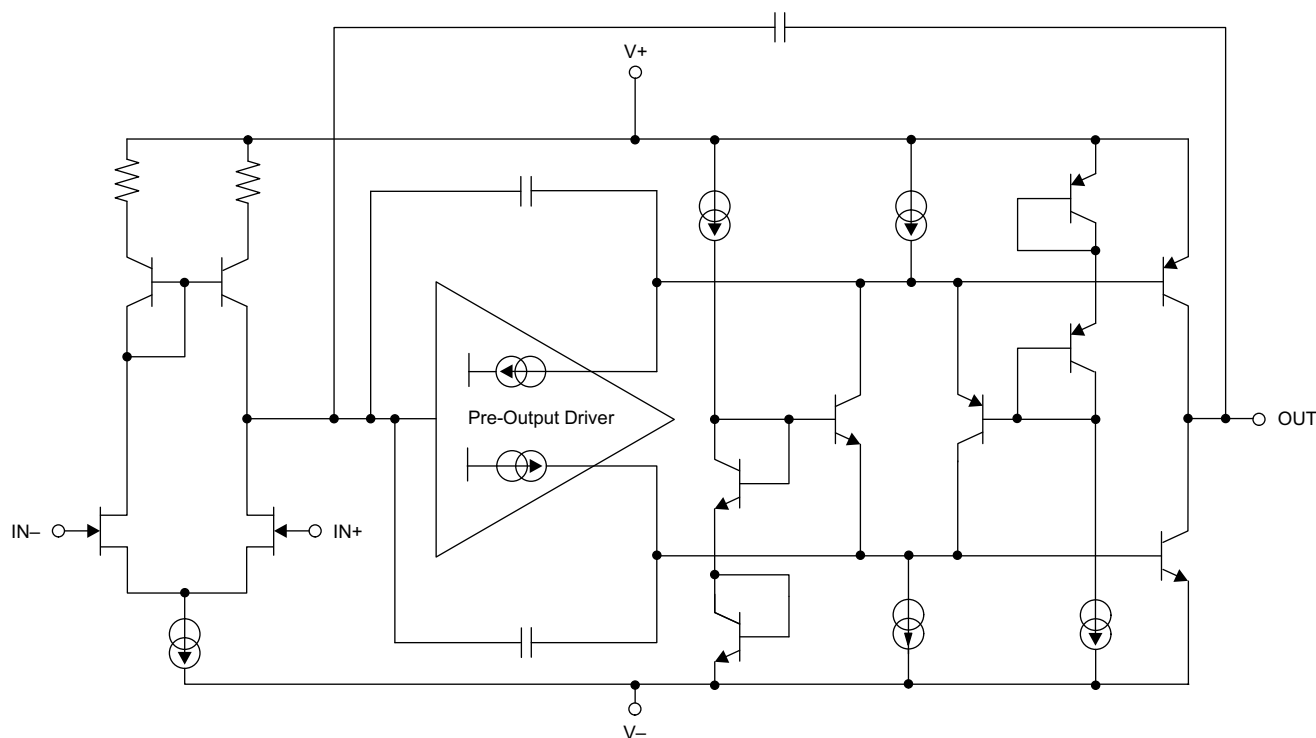 V+
Pre-Output Driver
OUT
IN–
IN+
V–